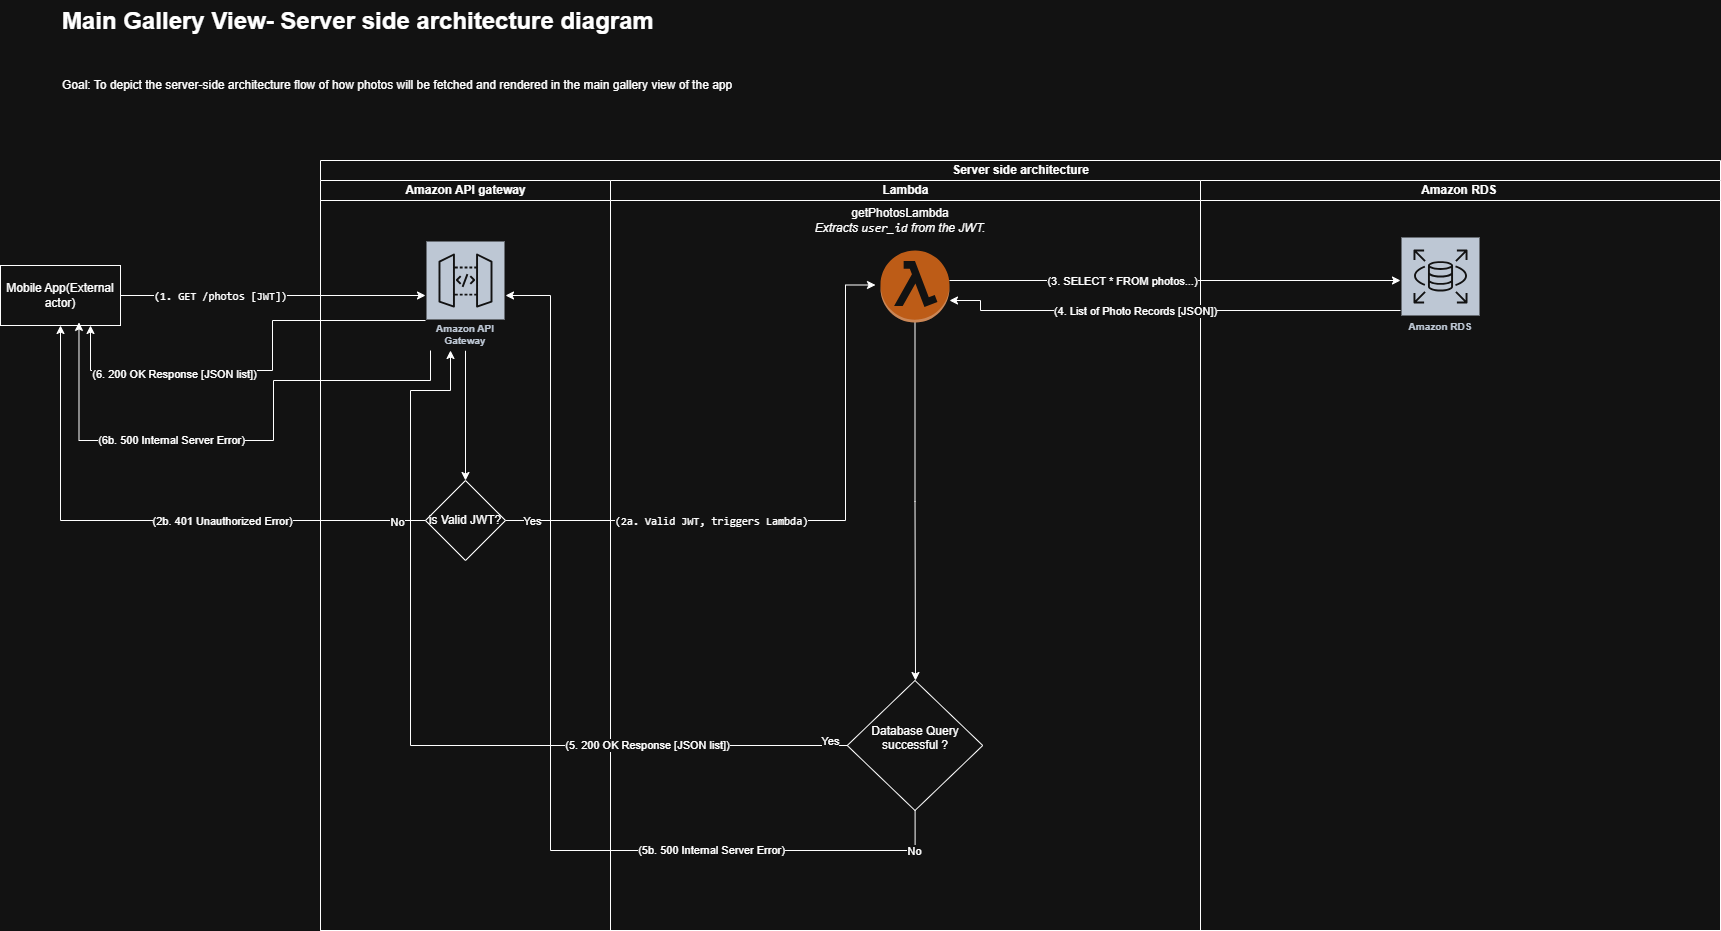 Main Gallery View- Server side architecture diagram
Goal: To depict the server-side architecture flow of how photos will be fetched and rendered in the main gallery view of the app
Server side architecture
Amazon API gateway
Lambda
Amazon RDS
getPhotosLambda
Extracts user_id from the JWT.
Mobile App(External
actor)
(1. GET /photos [JWT])
(3. SELECT * FROM photos...)
(4. List of Photo Records [JSON])
Amazon API
Gateway
Amazon RDS
(6. 200 OK Response [JSON list])
(6b. 500 Internal Server Error)
(2b. 401 Unauthorized Error)
No
Is Valid JWT?
Yes
(2a. Valid JWT, triggers Lambda)
Database Query
successful ?
Yes
(5. 200 OK Response [JSON list])
(5b. 500 Internal Server Error)
No